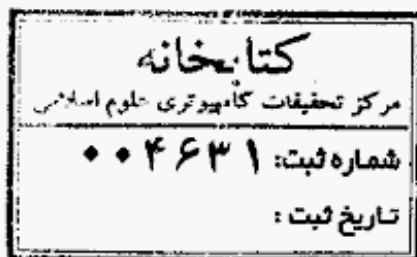 کتابخانه
مرکز تحقیقات کامپیوتری علوم اسلامی
شماره ثبت: ۰۰۴۶۳۱
تاریخ ثبت: